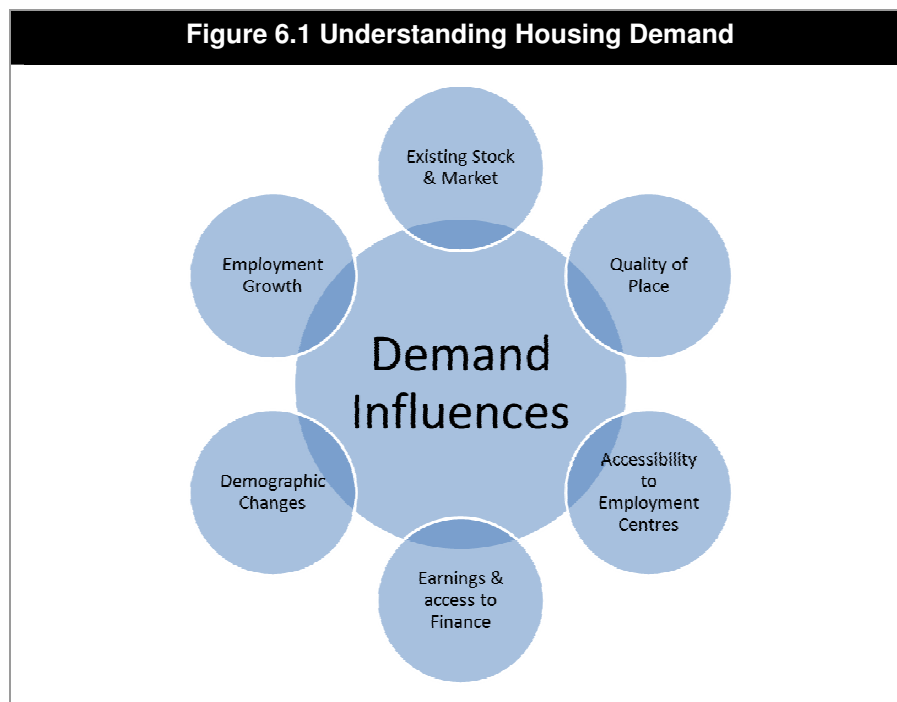 Figure 6.1 Understanding Housing Demand
Existing Stock
& Market
Employment
Growth
Quality of
Place
Demand
Influences
Demographic
Changes
Accessibility
to
Employment
Centres
Earnings &
access to
Finance